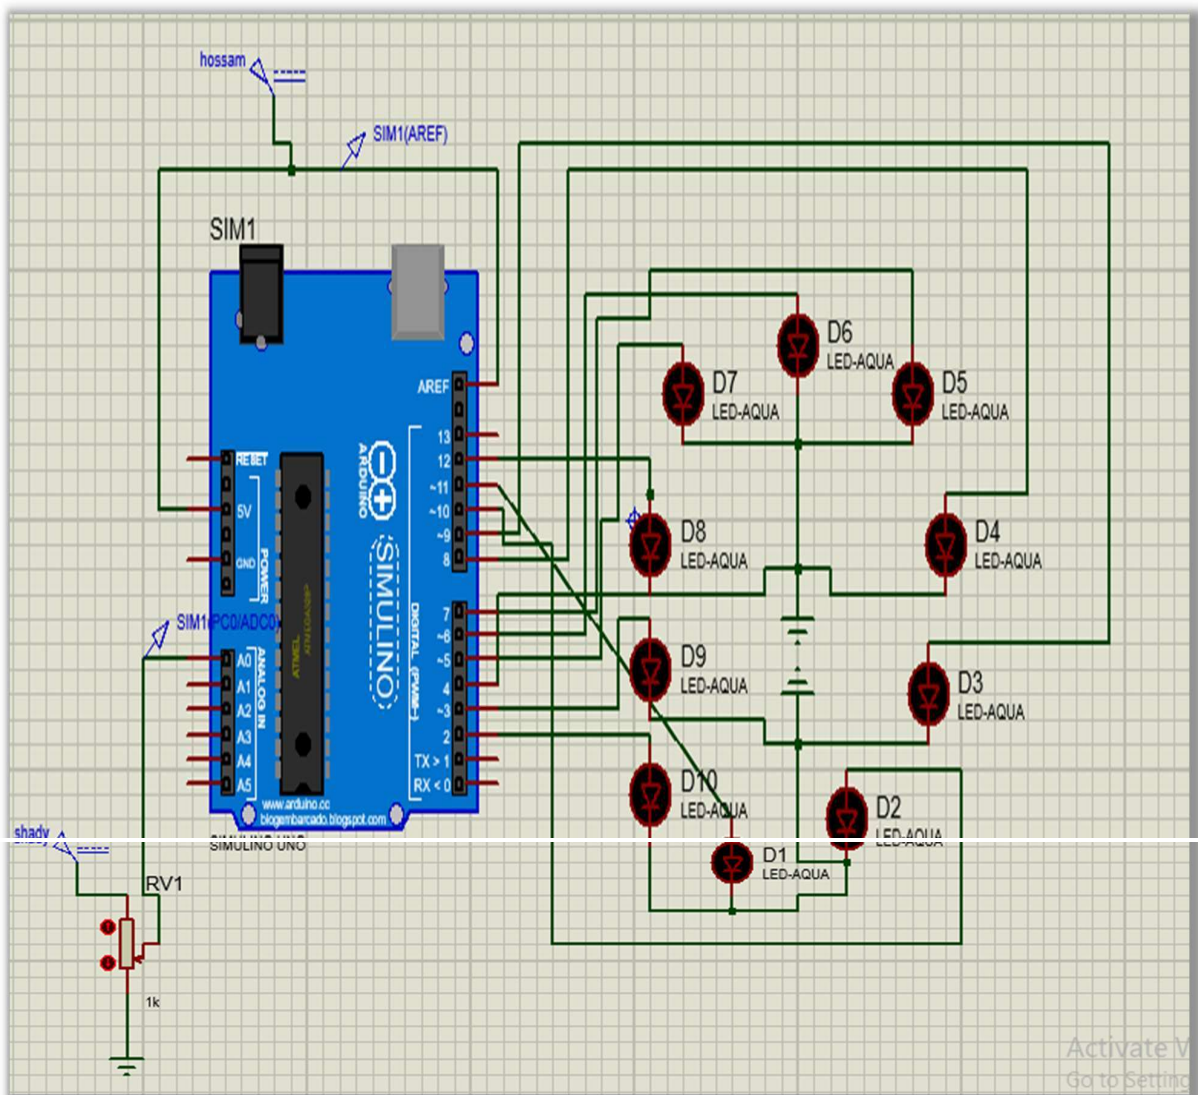 hossam
SIM1(AREF)
SIM1
AREF
13
12
~11
~10
~9
8
RESET
5V
GND
POWER
ARDUINO
SIMULINO
DIGITAL (PWM~)
7
~6
~5
4
~3
2
TX > 1
RX < 0
SIM1(PC0/ADC0)
A0
A1
A2
A3
A4
A5
ANALOG IN
ATMEL
www.arduino.cc
blogembarcado.blogspot.com
SIMULINO UNO
D6
LED-AQUA
D7
LED-AQUA
D5
LED-AQUA
D8
LED-AQUA
D4
LED-AQUA
D9
LED-AQUA
D3
LED-AQUA
D10
LED-AQUA
D2
LED-AQUA
D1
LED-AQUA
shady
RV1
1k
Activate W
Go to Setting